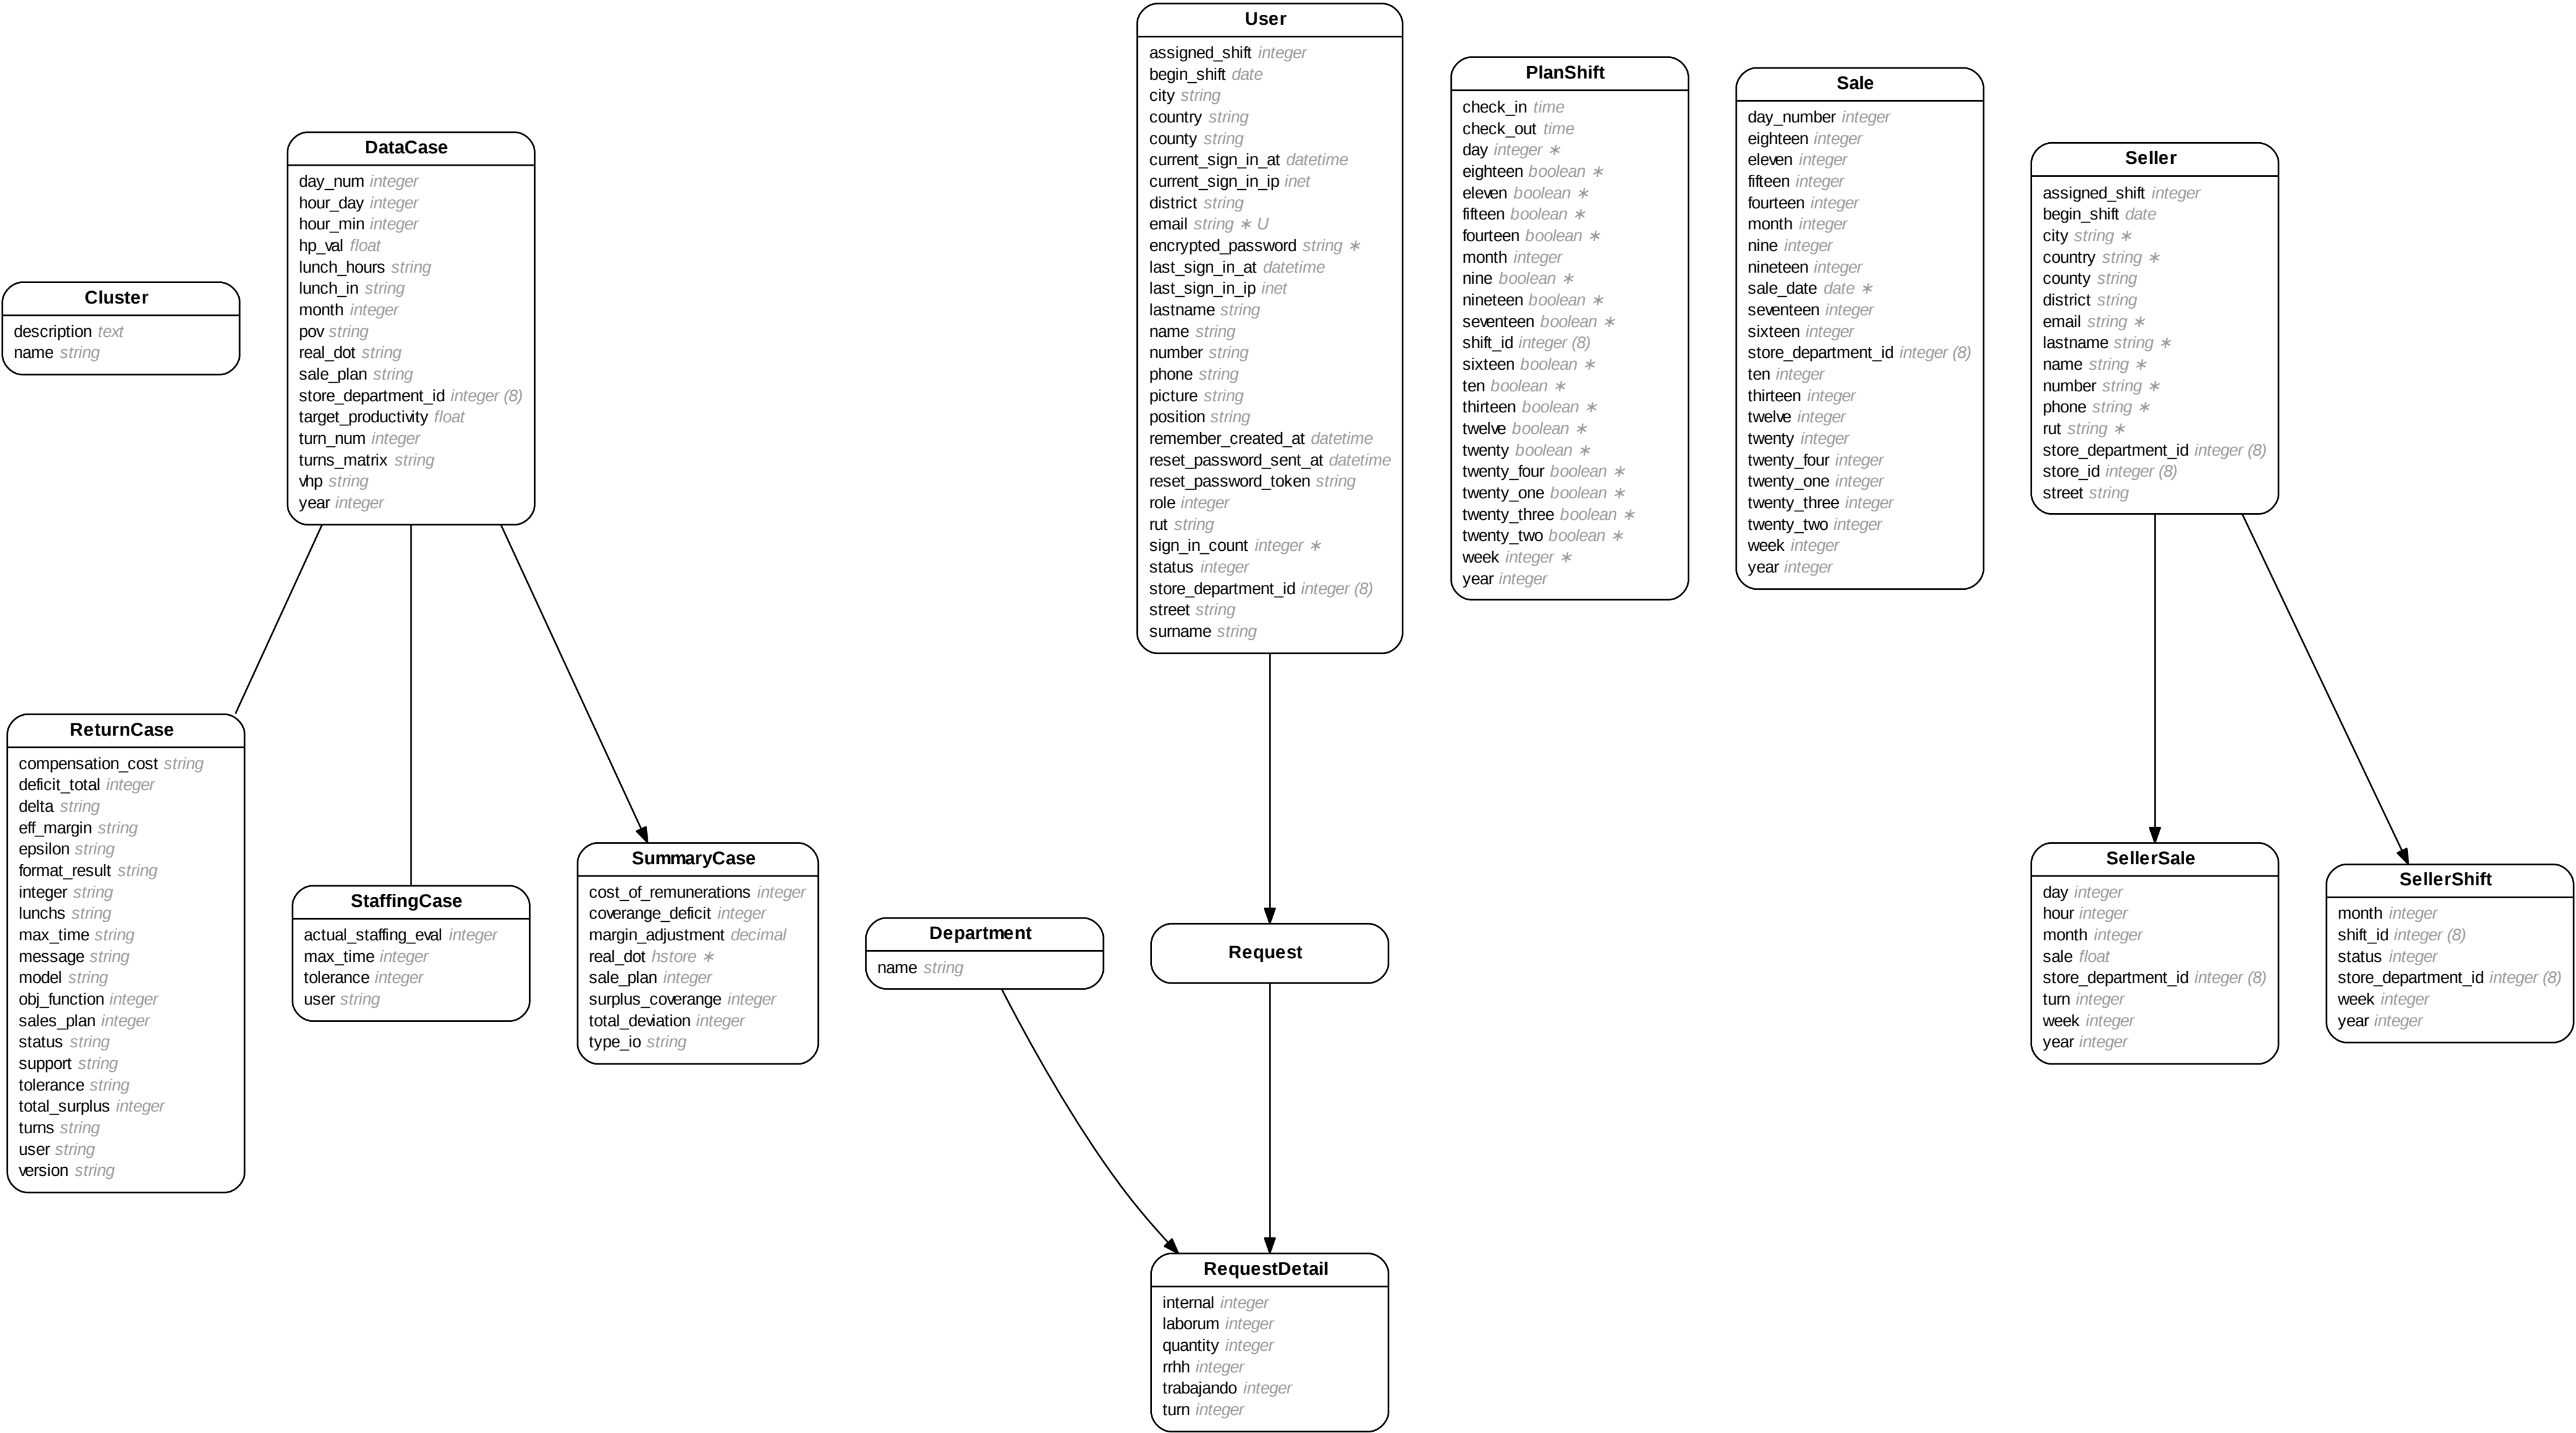 Cluster
description text
name string
DataCase
day_num integer
hour_day integer
hour_min integer
hp_val float
lunch_hours string
lunch_in string
month integer
pov string
real_dot string
sale_plan string
store_department_id integer (8)
target_productivity float
turn_num integer
turns_matrix string
vhp string
year integer
User
assigned_shift integer
begin_shift date
city string
country string
county string
current_sign_in_at datetime
current_sign_in_ip inet
district string
email string ∗ U
encrypted_password string ∗
last_sign_in_at datetime
last_sign_in_ip inet
lastname string
name string
number string
phone string
picture string
position string
remember_created_at datetime
reset_password_sent_at datetime
reset_password_token string
role integer
rut string
sign_in_count integer ∗
status integer
store_department_id integer (8)
street string
surname string
PlanShift
check_in time
check_out time
day integer ∗
eighteen boolean ∗
eleven boolean ∗
fifteen boolean ∗
fourteen boolean ∗
month integer
nine boolean ∗
nineteen boolean ∗
seventeen boolean ∗
shift_id integer (8)
sixteen boolean ∗
ten boolean ∗
thirteen boolean ∗
twelve boolean ∗
twenty boolean ∗
twenty_four boolean ∗
twenty_one boolean ∗
twenty_three boolean ∗
twenty_two boolean ∗
week integer ∗
year integer
Sale
day_number integer
eighteen integer
eleven integer
fifteen integer
fourteen integer
month integer
nine integer
nineteen integer
sale_date date ∗
seventeen integer
sixteen integer
store_department_id integer (8)
ten integer
thirteen integer
twelve integer
twenty integer
twenty_four integer
twenty_one integer
twenty_three integer
twenty_two integer
week integer
year integer
Seller
assigned_shift integer
begin_shift date
city string ∗
country string ∗
county string
district string
email string ∗
lastname string ∗
name string ∗
number string ∗
phone string ∗
rut string ∗
store_department_id integer (8)
store_id integer (8)
street string
ReturnCase
compensation_cost string
deficit_total integer
delta string
eff_margin string
epsilon string
format_result string
integer string
lunchs string
max_time string
message string
model string
obj_function integer
sales_plan integer
status string
support string
tolerance string
total_surplus integer
turns string
user string
version string
StaffingCase
actual_staffing_eval integer
max_time integer
tolerance integer
user string
SummaryCase
cost_of_remunerations integer
coverange_deficit integer
margin_adjustment decimal
real_dot hstore ∗
sale_plan integer
surplus_coverange integer
total_deviation integer
type_io string
Department
name string
Request
SellerSale
day integer
hour integer
month integer
sale float
store_department_id integer (8)
turn integer
week integer
year integer
SellerShift
month integer
shift_id integer (8)
status integer
store_department_id integer (8)
week integer
year integer
RequestDetail
internal integer
laborum integer
quantity integer
rrhh integer
trabajando integer
turn integer